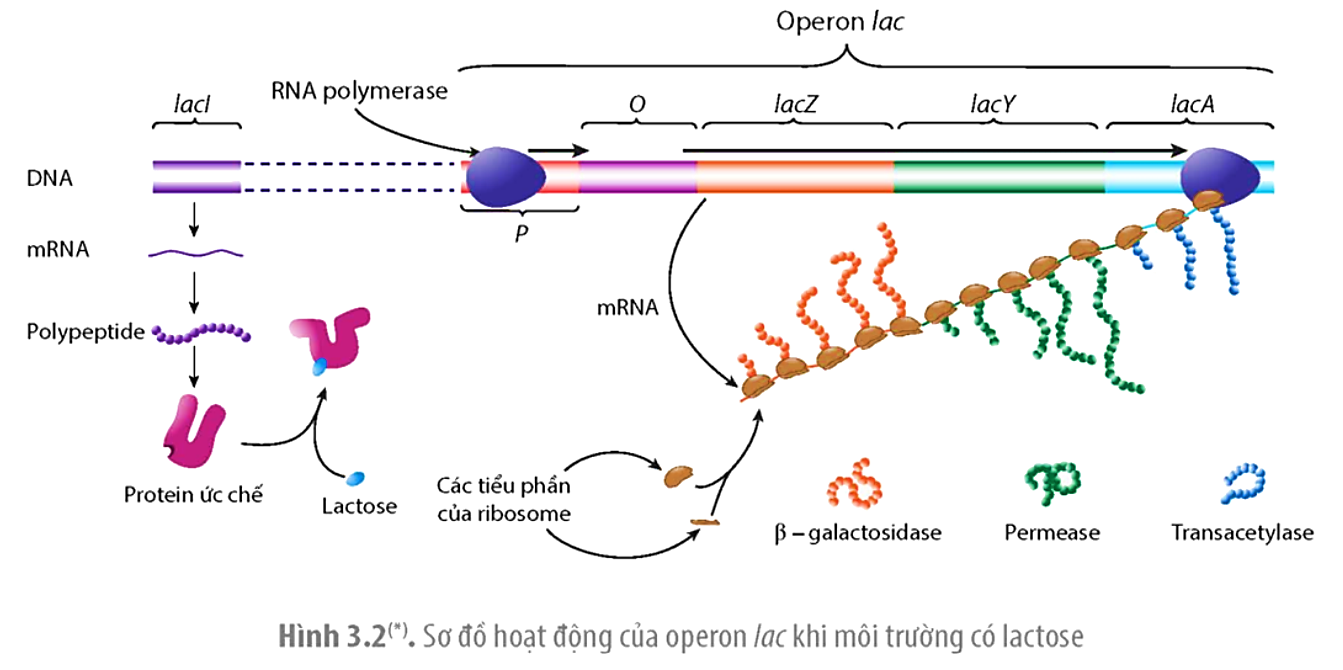 Operon lac
RNA polymerase
lacI
O
lacZ
lacY
lacA
DNA
P
mRNA
mRNA
Polypeptide
Protein ức chế
Lactose
Các tiểu phần
của ribosome
β – galactosidase
Permease
Transacetylase
Hình 3.2(*). Sơ đồ hoạt động của operon lac khi môi trường có lactose